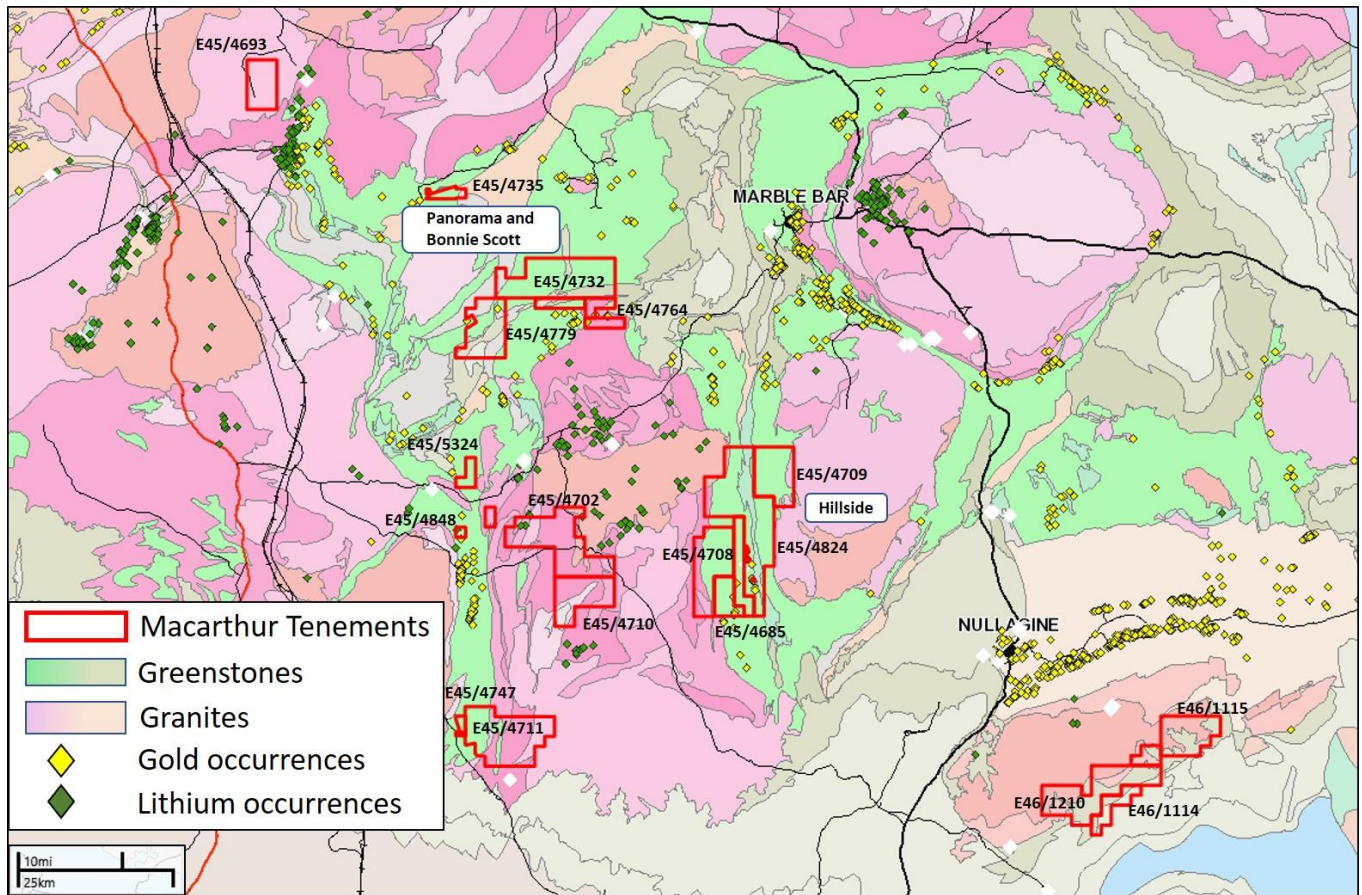 E45/4693
E45/4735
Panorama and
Bonnie Scott
MARBLE BAR
E45/4732
E45/4764
E45/4779
E45/5324
E45/4709
Hillside
E45/4702
E45/4848
E45/4708
E45/4824
E45/4710
E45/4685
NULLAGINE
E45/4747
E45/4711
E46/1115
E46/1210
E46/1114
Macarthur Tenements
Greenstones
Granites
Gold occurrences
Lithium occurrences
10mi
25km